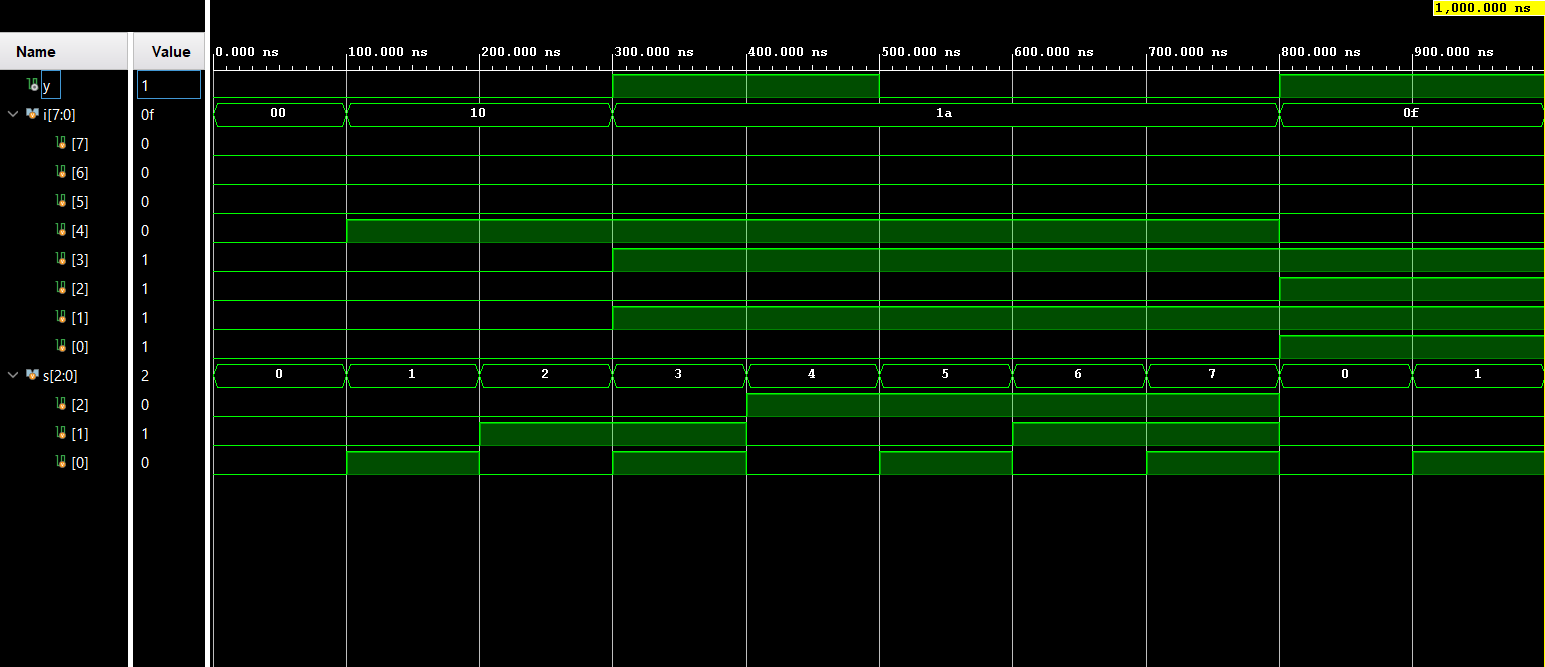 1,000.000 ns
Name Value 0.000 ns 100.000 ns 200.000 ns 300.000 ns 400.000 ns 500.000 ns 600.000 ns 700.000 ns 800.000 ns 900.000 ns
y 1
i[7:0] 0f 00 10 1a 0f
[7] 0
[6] 0
[5] 0
[4] 0
[3] 1
[2] 1
[1] 1
[0] 1
s[2:0] 2 0 1 2 3 4 5 6 7 0 1
[2] 0
[1] 1
[0] 0